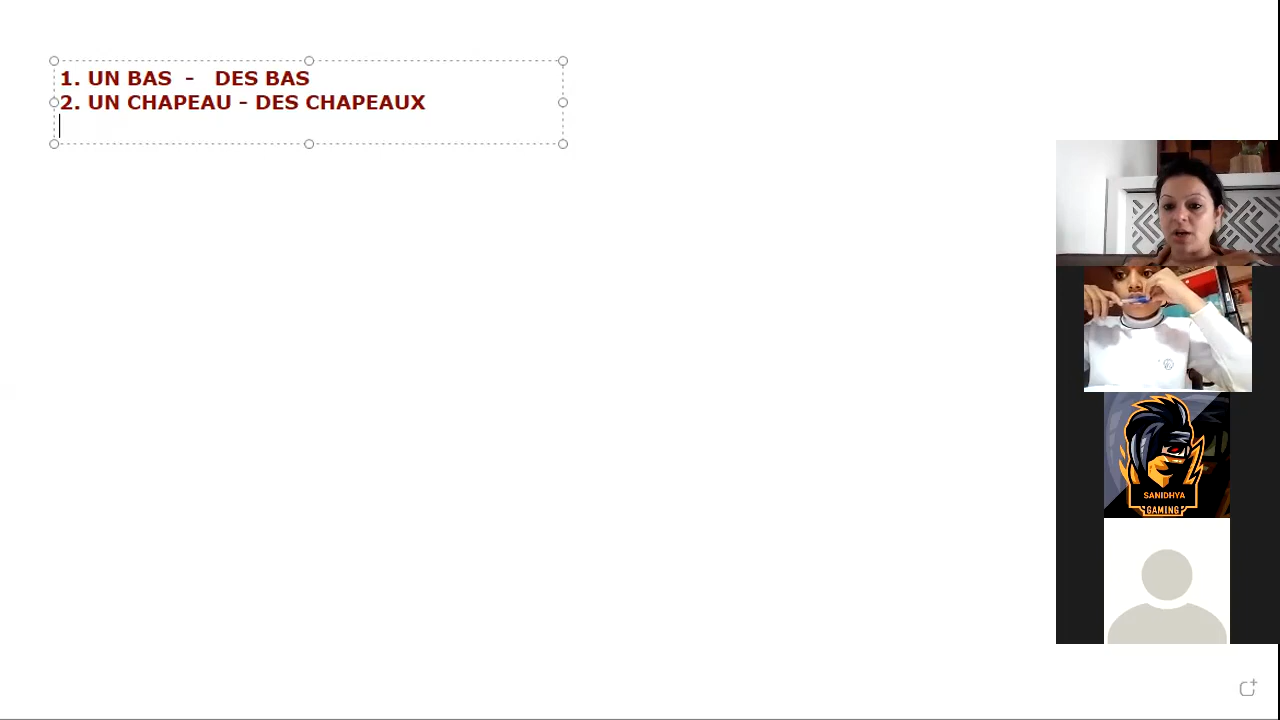 1. UN BAS - DES BAS
2. UN CHAPEAU - DES CHAPEAUX
SANIDHYA
GAMING